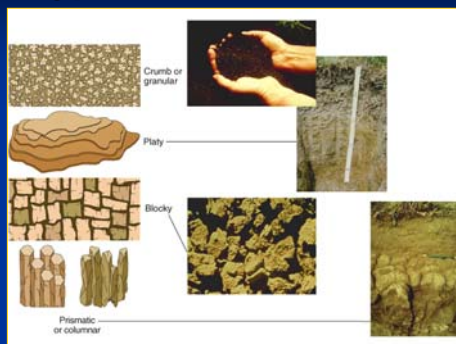 Crumb or
granular
Platy
Blocky
Prismatic
or columnar